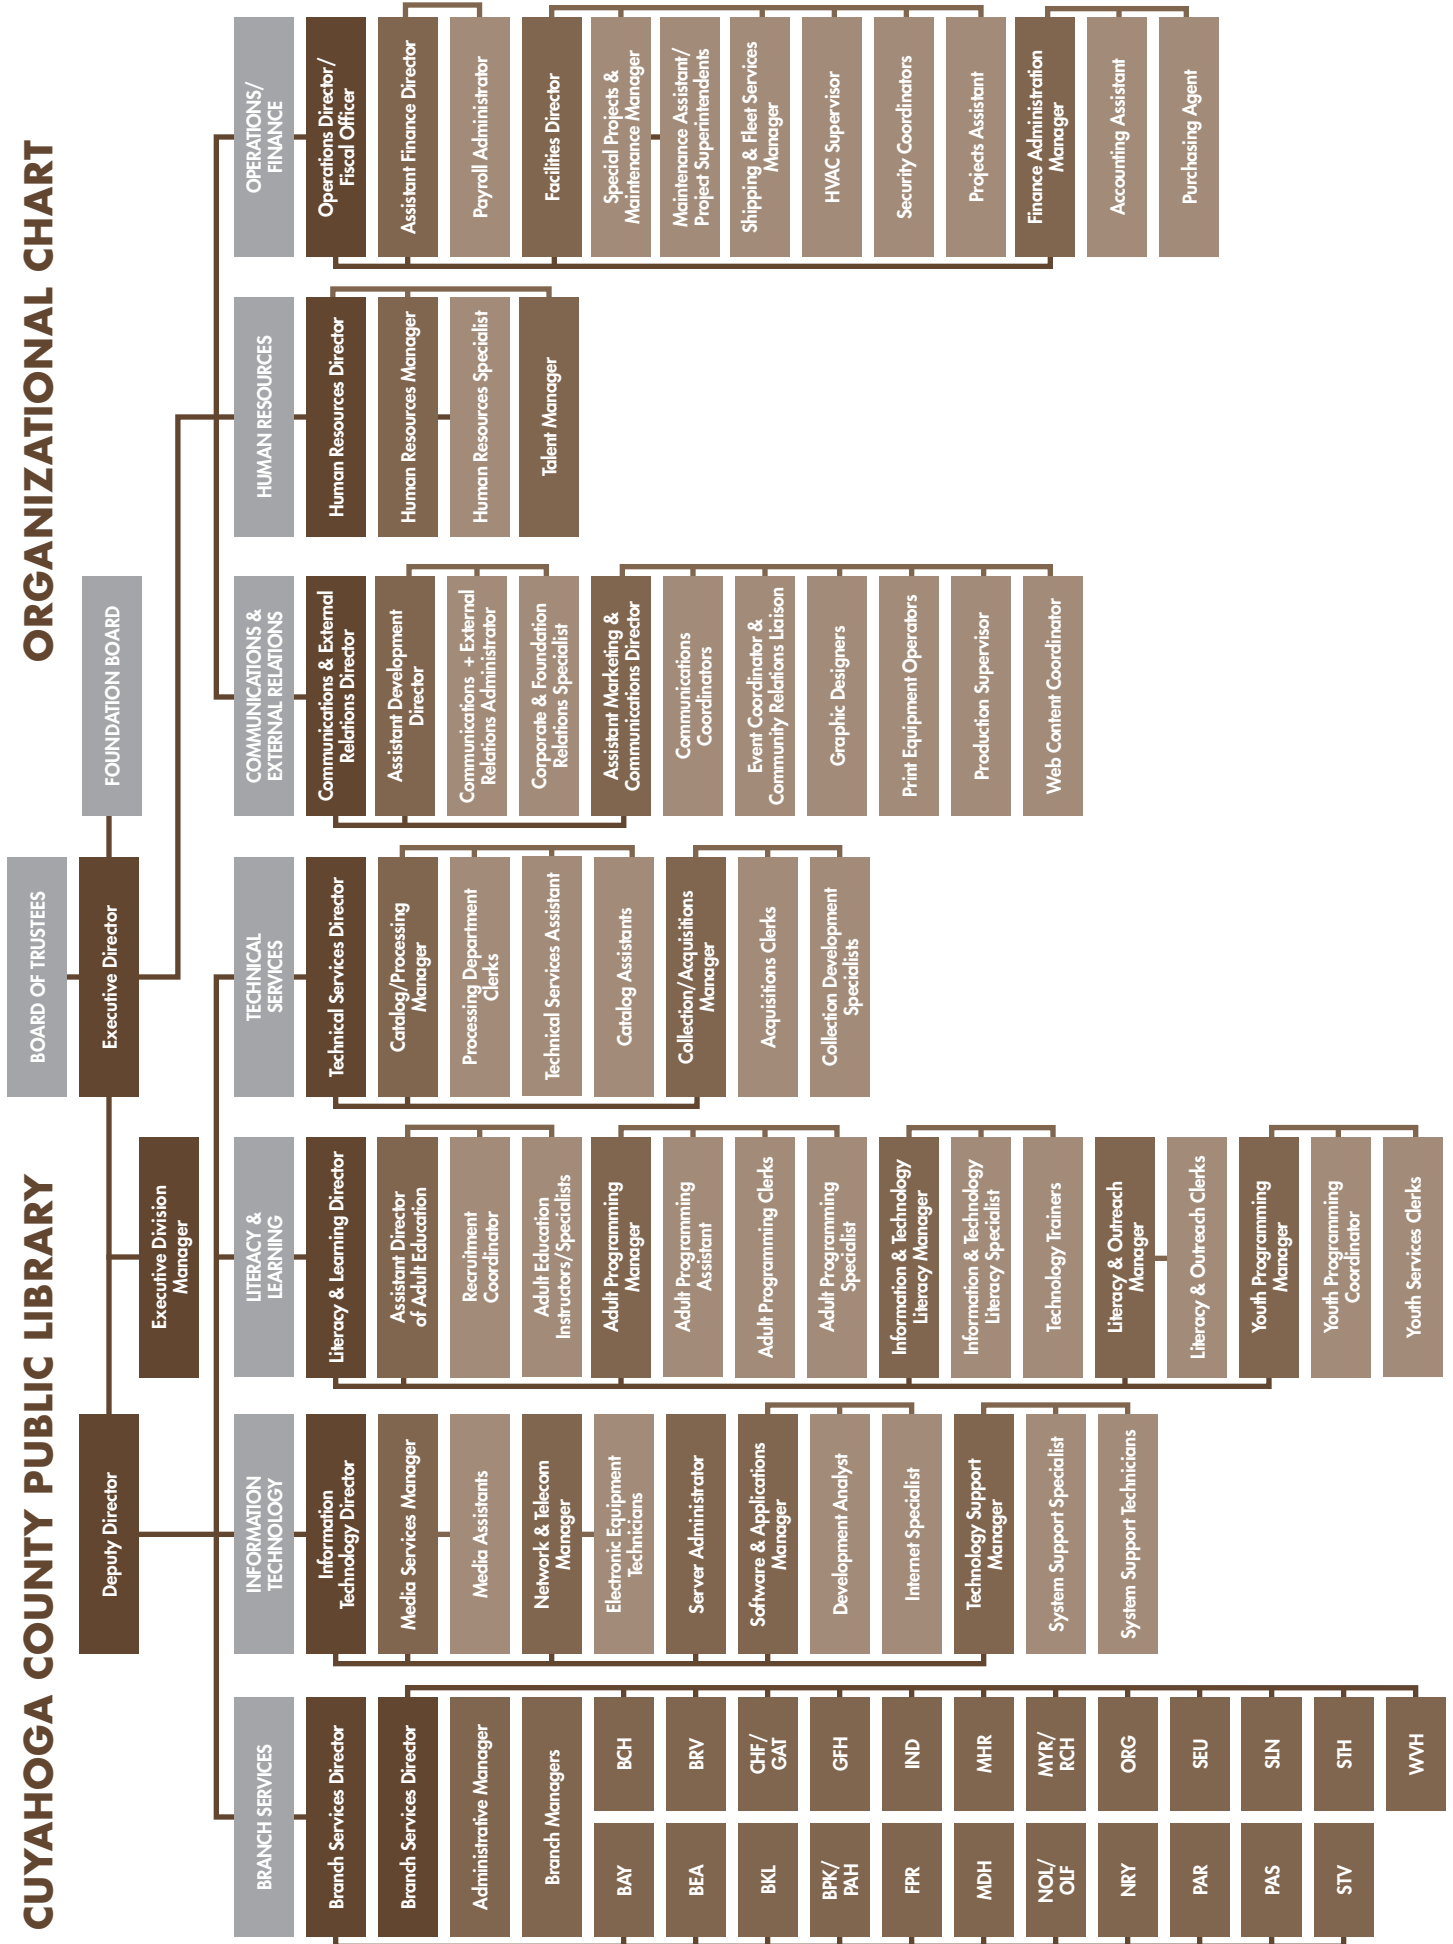 CUYAHOGA COUNTY PUBLIC LIBRARY
ORGANIZATIONAL CHART
BOARD OF TRUSTEES
FOUNDATION BOARD
Executive Director
Deputy Director
Executive Division
Manager
BRANCH SERVICES
Branch Services Director
Branch Services Director
Administrative Manager
Branch Managers
BAY
BCH
BEA
BRV
BKL
CHF/
GAT
BPK/
PAH
GFH
FPR
IND
MDH
MHR
NOL/
OLF
MYR/
RCH
NRY
ORG
PAR
SEU
PAS
SLN
STV
STH
WVH
INFORMATION
TECHNOLOGY
Information
Technology Director
Media Services Manager
Media Assistants
Network & Telecom
Manager
Electronic Equipment
Technicians
Server Administrator
Software & Applications
Manager
Development Analyst
Internet Specialist
Technology Support
Manager
System Support Specialist
System Support Technicians
LITERACY &
LEARNING
Literacy & Learning Director
Assistant Director
of Adult Education
Recruitment
Coordinator
Adult Education
Instructors/Specialists
Adult Programming
Manager
Adult Programming
Assistant
Adult Programming Clerks
Adult Programming
Specialist
Information & Technology
Literacy Manager
Information & Technology
Literacy Specialist
Technology Trainers
Literacy & Outreach
Manager
Literacy & Outreach Clerks
Youth Programming
Manager
Youth Programming
Coordinator
Youth Services Clerks
TECHNICAL
SERVICES
Technical Services Director
Catalog/Processing
Manager
Processing Department
Clerks
Technical Services Assistant
Catalog Assistants
Collection/Acquisitions
Manager
Acquisitions Clerks
Collection Development
Specialists
COMMUNICATIONS &
EXTERNAL RELATIONS
Communications & External
Relations Director
Assistant Development
Director
Communications + External
Relations Administrator
Corporate & Foundation
Relations Specialist
Assistant Marketing &
Communications Director
Communications
Coordinators
Event Coordinator &
Community Relations Liaison
Graphic Designers
Print Equipment Operators
Production Supervisor
Web Content Coordinator
HUMAN RESOURCES
Human Resources Director
Human Resources Manager
Human Resources Specialist
Talent Manager
OPERATIONS/
FINANCE
Operations Director/
Fiscal Officer
Assistant Finance Director
Payroll Administrator
Facilities Director
Special Projects &
Maintenance Manager
Maintenance Assistant/
Project Superintendents
Shipping & Fleet Services
Manager
HVAC Supervisor
Security Coordinators
Projects Assistant
Finance Administration
Manager
Accounting Assistant
Purchasing Agent